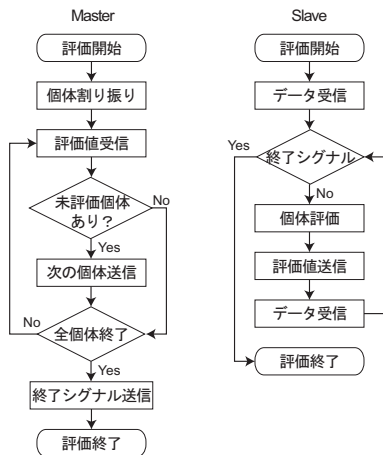 Master
評価開始
個体割り振り
評価値受信
未評価個体
あり？
No
Yes
次の個体送信
No
全個体終了
Yes
終了シグナル送信
評価終了
Slave
評価開始
データ受信
Yes
終了シグナル
No
個体評価
評価値送信
データ受信
評価終了